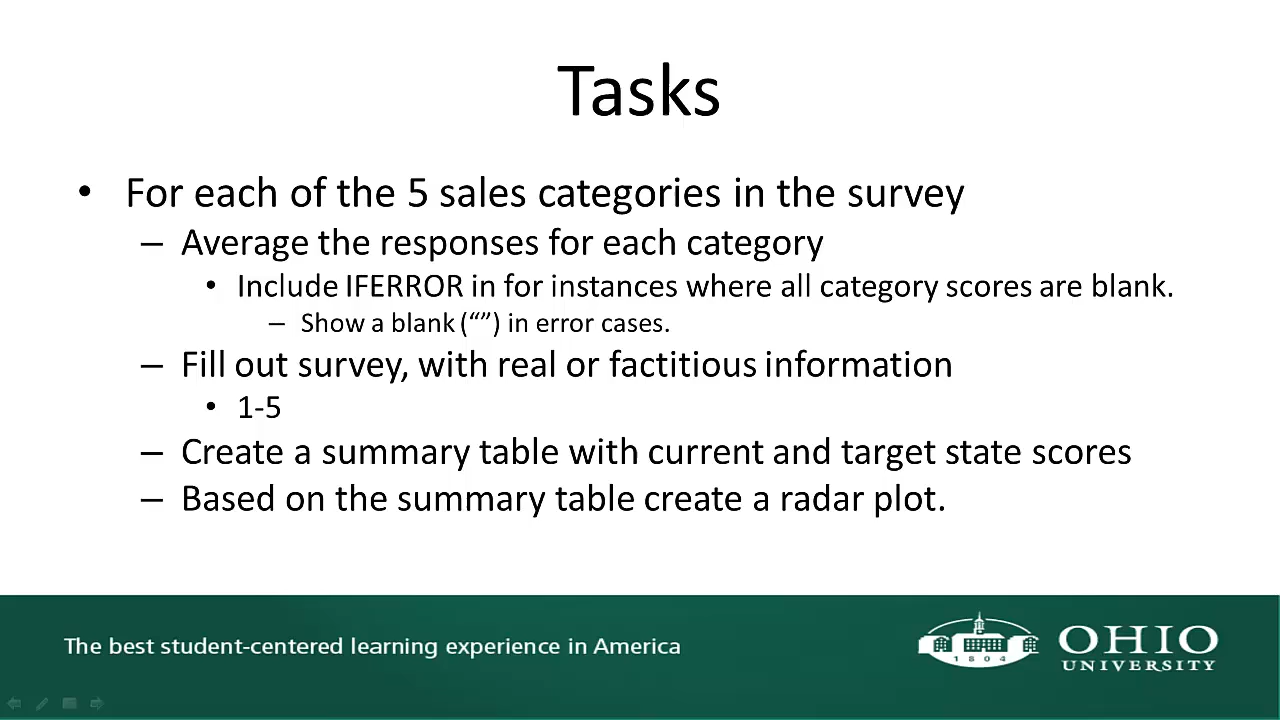 Tasks
• For each of the 5 sales categories in the survey
– Average the responses for each category
• Include IFERROR in for instances where all category scores are blank.
– Show a blank (“”) in error cases.
– Fill out survey, with real or factitious information
• 1-5
– Create a summary table with current and target state scores
– Based on the summary table create a radar plot.
The best student-centered learning experience in America
1804
OHIO
UNIVERSITY